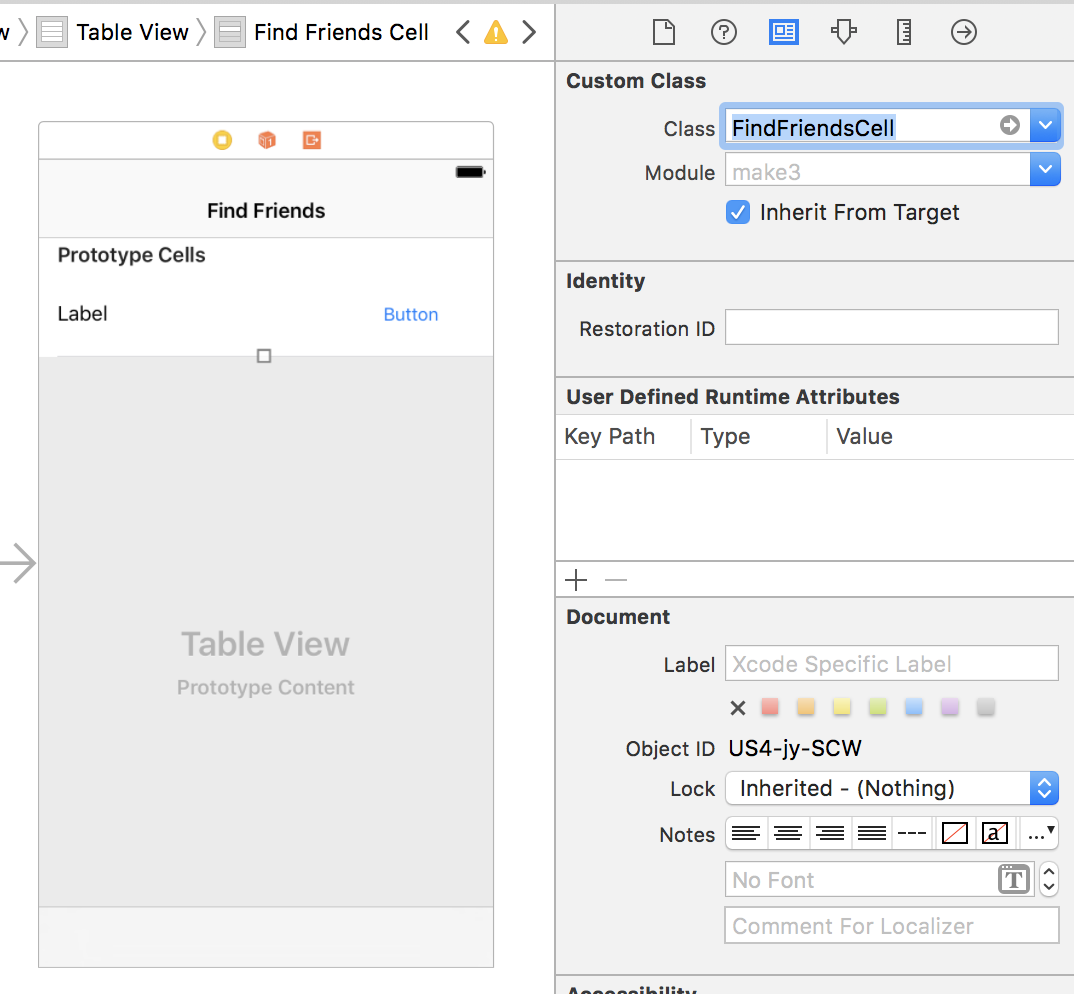 w Table View Find Friends Cell
Find Friends
Prototype Cells
Label Button
Table View
Prototype Content
Custom Class
Class FindFriendsCell
Module make3
Inherit From Target
Identity
Restoration ID
User Defined Runtime Attributes
Key Path Type Value
Document
Label Xcode Specific Label
Object ID US4-jy-SCW
Lock Inherited - (Nothing)
Notes a ...
No Font T
Comment For Localizer
Accessibility